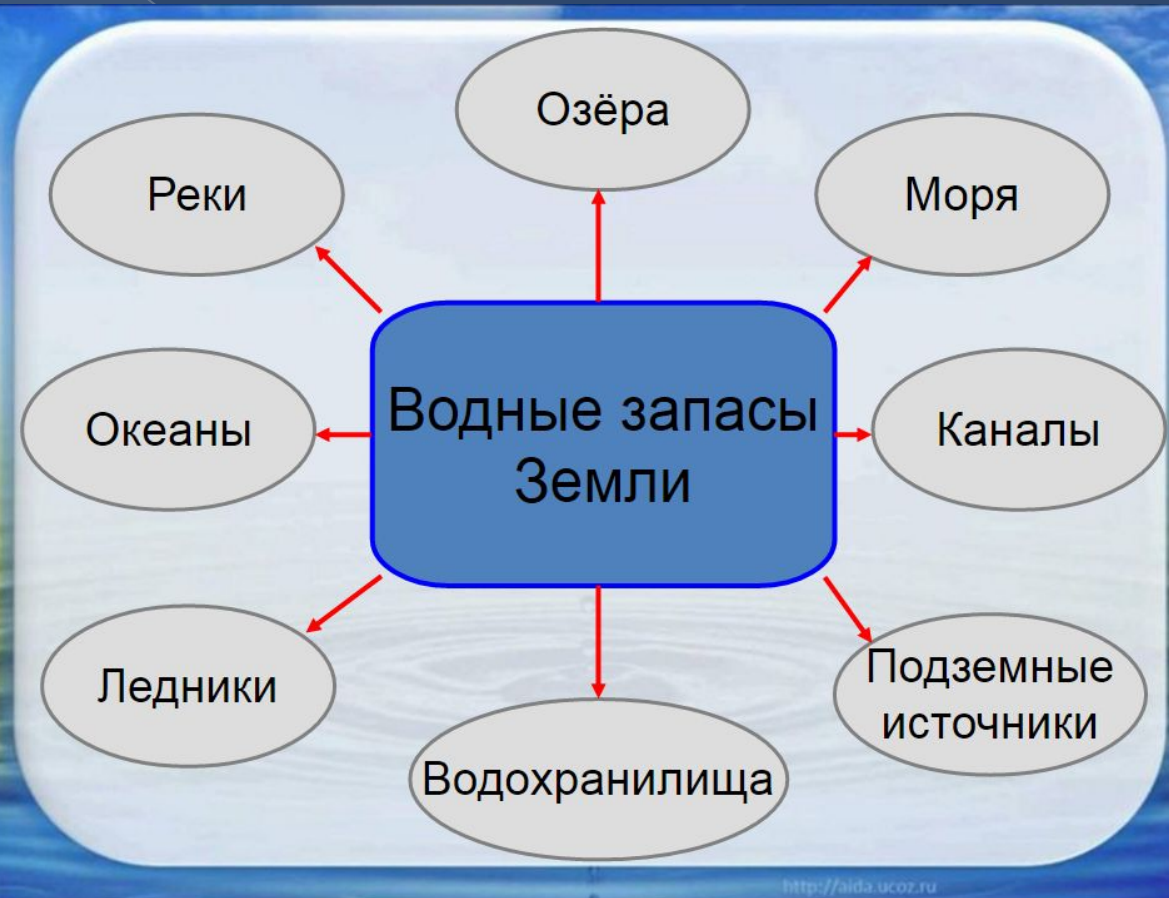 Озёра
Реки
Моря
Океаны
Водные запасы
Земли
Каналы
Ледники
Подземные
источники
Водохранилища
http://aida.ucoz.ru